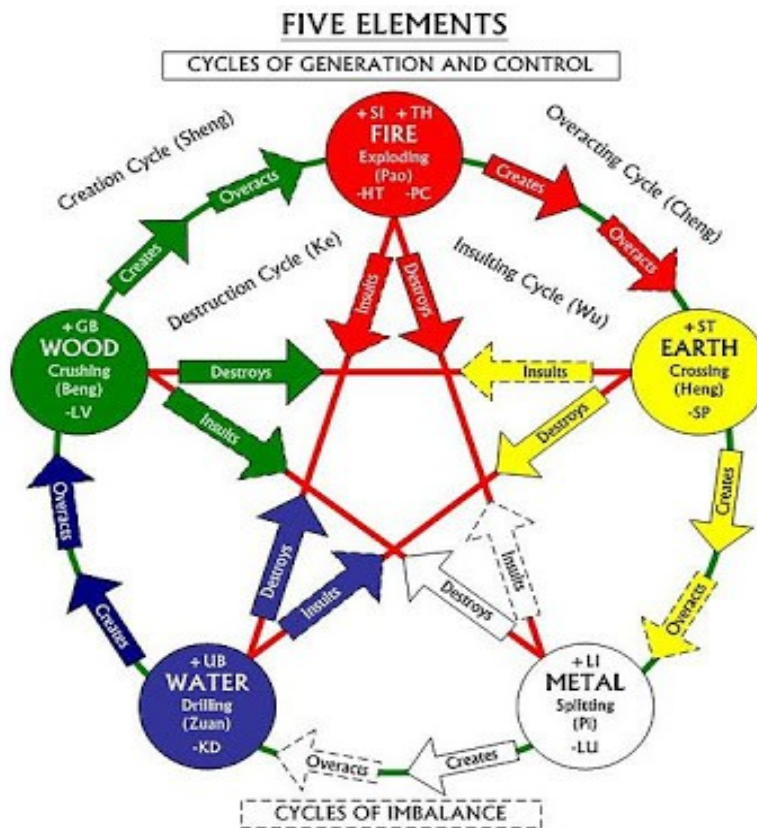 FIVE ELEMENTS
CYCLES OF GENERATION AND CONTROL
Creation Cycle (Sheng)
Overacting Cycle (Cheng)
Destruction Cycle (Ke)
Insulting Cycle (Wu)
+SI +TH
FIRE
Exploding
(Pao)
-HT -PC
Creates
Overacts
Insults
Destroys
+GB
WOOD
Crushing
(Beng)
-LV
Creates
Overacts
Destroys
Insults
+ST
EARTH
Crossing
(Heng)
-SP
Insults
Destroys
Creates
Overacts
+UB
WATER
Drilling
(Zuan)
-KD
Overacts
Creates
Destroys
Insults
+LI
METAL
Splitting
(Pi)
-LU
Insults
Destroys
Creates
Overacts
CYCLES OF IMBALANCE